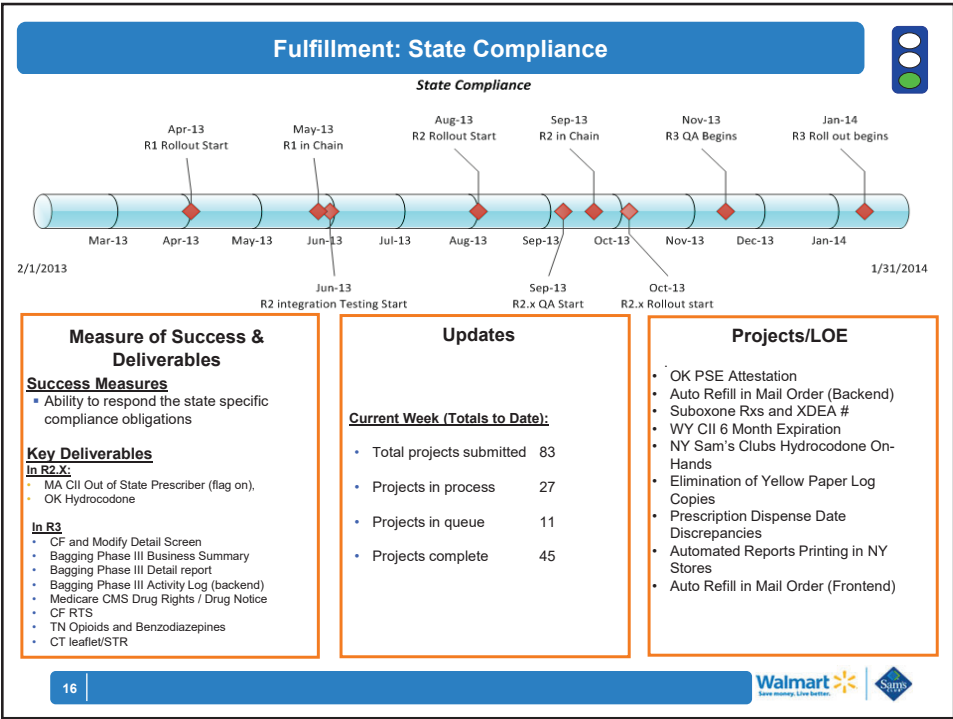 Fulfillment: State Compliance
State Compliance
Apr-13
R1 Rollout Start
May-13
R1 in Chain
Aug-13
R2 Rollout Start
Sep-13
R2 in Chain
Nov-13
R3 QA Begins
Jan-14
R3 Roll out begins
Mar-13 Apr-13 May-13 Jun-13 Jul-13 Aug-13 Sep-13 Oct-13 Nov-13 Dec-13 Jan-14
2/1/2013
1/31/2014
Jun-13
R2 integration Testing Start
Sep-13
R2.x QA Start
Oct-13
R2.x Rollout start
Measure of Success &
Deliverables
Success Measures
▪ Ability to respond the state specific
compliance obligations
Key Deliverables
In R2.X:
• MA CII Out of State Prescriber (flag on),
• OK Hydrocodone
In R3
• CF and Modify Detail Screen
• Bagging Phase III Business Summary
• Bagging Phase III Detail report
• Bagging Phase III Activity Log (backend)
• Medicare CMS Drug Rights / Drug Notice
• CF RTS
• TN Opioids and Benzodiazepines
• CT leaflet/STR
Updates
Current Week (Totals to Date):
• Total projects submitted 83
• Projects in process 27
• Projects in queue 11
• Projects complete 45
Projects/LOE
.
• OK PSE Attestation
• Auto Refill in Mail Order (Backend)
• Suboxone Rxs and XDEA #
• WY CII 6 Month Expiration
• NY Sam's Clubs Hydrocodone On-
Hands
• Elimination of Yellow Paper Log
Copies
• Prescription Dispense Date
Discrepancies
• Automated Reports Printing in NY
Stores
• Auto Refill in Mail Order (Frontend)
16
Walmart
Save money. Live better.
Sam's
CLUB